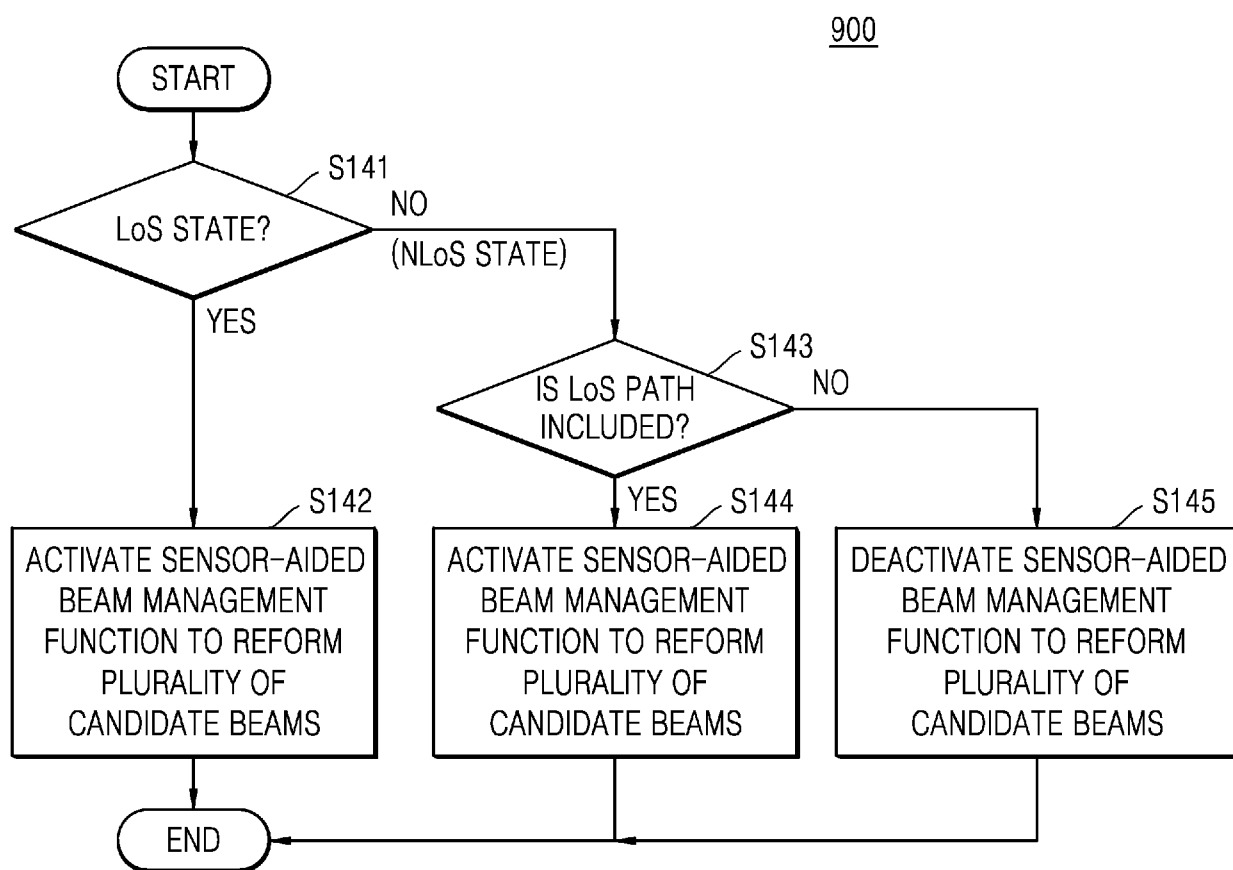 900
START
S141
LoS STATE?
NO
(NLoS STATE)
YES
S143
IS LoS PATH
INCLUDED?
NO
YES
S142
ACTIVATE SENSOR-AIDED
BEAM MANAGEMENT
FUNCTION TO REFORM
PLURALITY OF
CANDIDATE BEAMS
S144
ACTIVATE SENSOR-AIDED
BEAM MANAGEMENT
FUNCTION TO REFORM
PLURALITY OF
CANDIDATE BEAMS
S145
DEACTIVATE SENSOR-AIDED
BEAM MANAGEMENT
FUNCTION TO REFORM
PLURALITY OF
CANDIDATE BEAMS
END